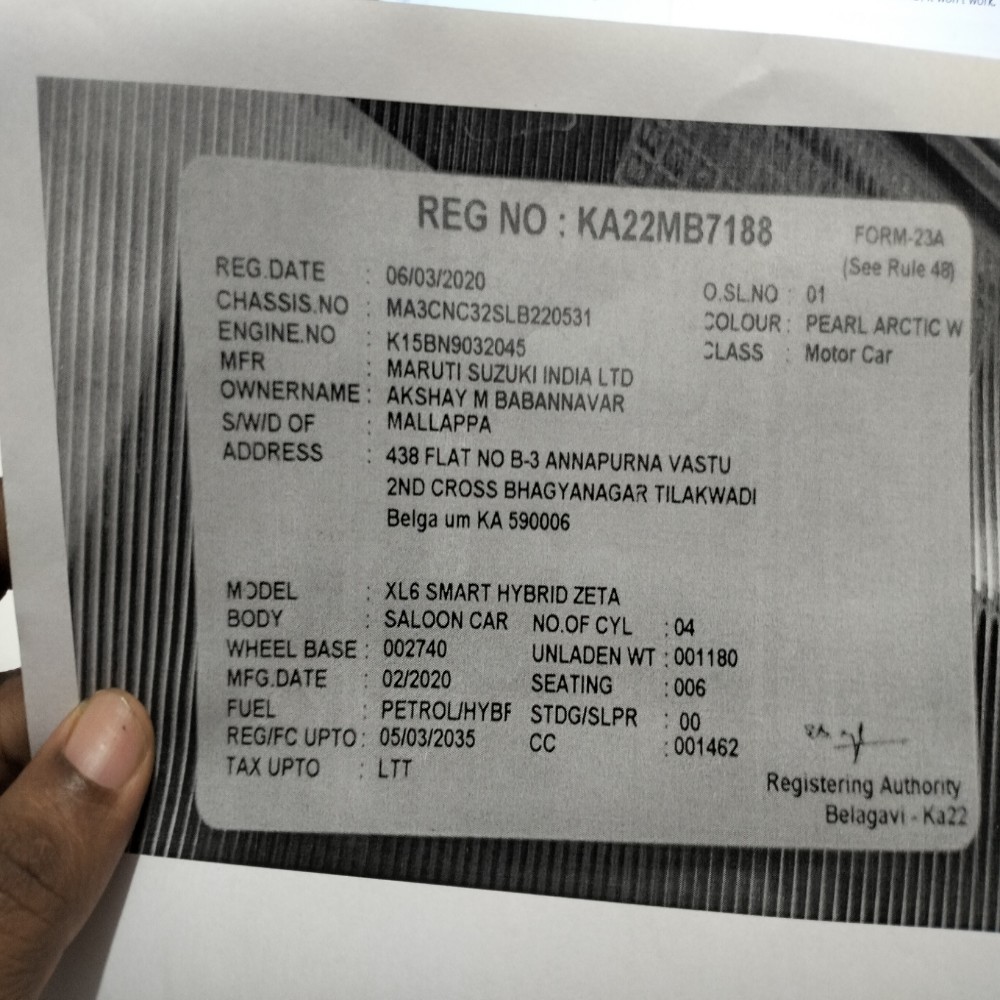 it won't work.
REG NO : KA22MB7188
FORM-23A
(See Rule 48)
REG.DATE : 06/03/2020
O.SL.NO : 01
CHASSIS.NO : MA3CNC32SLB220531
COLOUR : PEARL ARCTIC W
ENGINE.NO : K15BN9032045
CLASS : Motor Car
MFR : MARUTI SUZUKI INDIA LTD
OWNERNAME : AKSHAY M BABANNAVAR
S/W/D OF : MALLAPPA
ADDRESS : 438 FLAT NO B-3 ANNAPURNA VASTU
2ND CROSS BHAGYANAGAR TILAKWADI
Belga um KA 590006
MODEL : XL6 SMART HYBRID ZETA
BODY : SALOON CAR NO.OF CYL : 04
WHEEL BASE : 002740 UNLADEN WT : 001180
MFG.DATE : 02/2020 SEATING : 006
FUEL : PETROL/HYBR STDG/SLPR : 00
REG/FC UPTO : 05/03/2035 CC : 001462
TAX UPTO : LTT
Registering Authority
Belagavi - Ka22